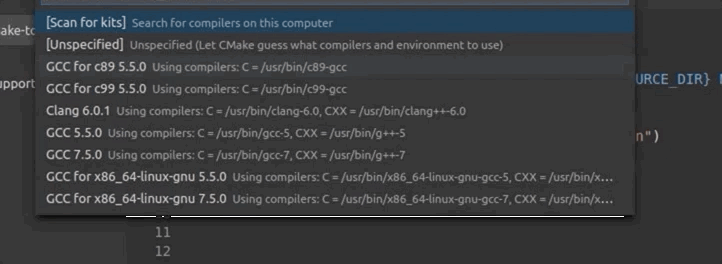 [Scan for kits] Search for compilers on this computer
[Unspecified] Unspecified (Let CMake guess what compilers and environment to use)
GCC for c89 5.5.0 Using compilers: C = /usr/bin/c89-gcc
GCC for c99 5.5.0 Using compilers: C = /usr/bin/c99-gcc
Clang 6.0.1 Using compilers: C = /usr/bin/clang-6.0, CXX = /usr/bin/clang++-6.0
GCC 5.5.0 Using compilers: C = /usr/bin/gcc-5, CXX = /usr/bin/g++-5
GCC 7.5.0 Using compilers: C = /usr/bin/gcc-7, CXX = /usr/bin/g++-7
GCC for x86_64-linux-gnu 5.5.0 Using compilers: C = /usr/bin/x86_64-linux-gnu-gcc-5, CXX = /usr/bin/x...
GCC for x86_64-linux-gnu 7.5.0 Using compilers: C = /usr/bin/x86_64-linux-gnu-gcc-7, CXX = /usr/bin/x...
ake-to
upport
URCE_DIR}
n")
11
12